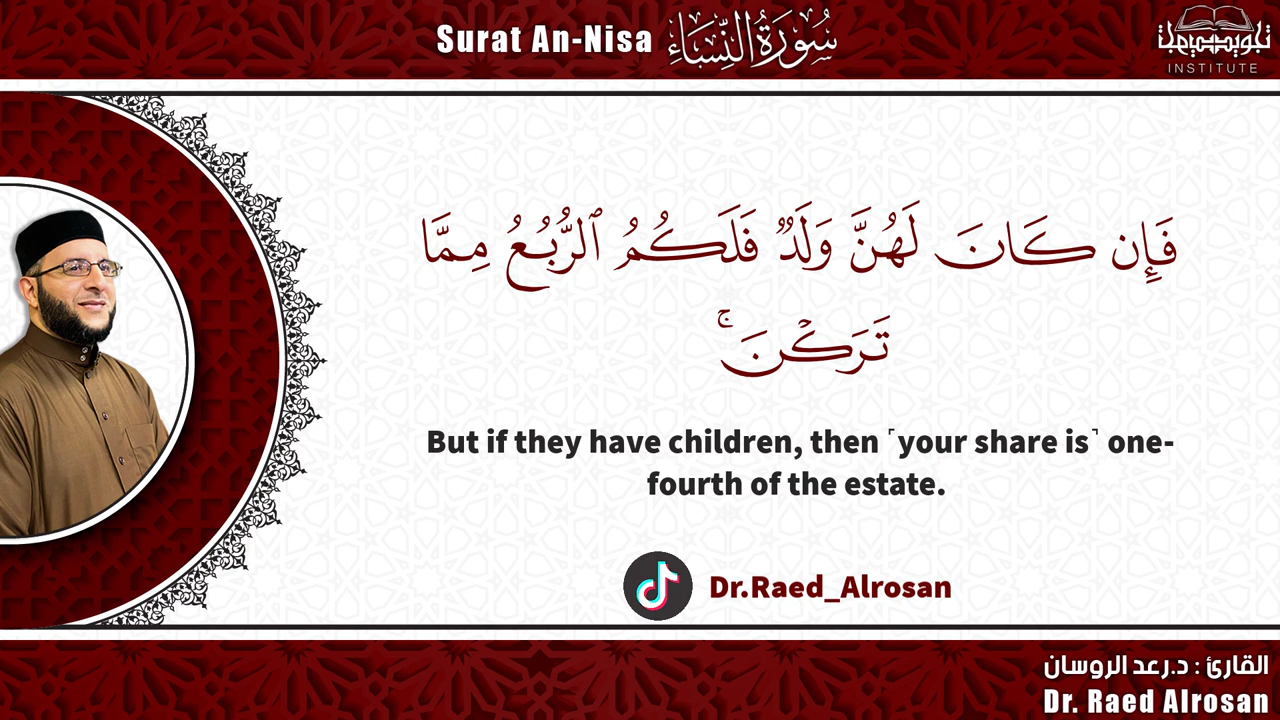 Surat An-Nisa سُورَةُ النِّسَاءِ
INSTITUTE
فَإِن كَانَ لَهُنَّ وَلَدٌ فَلَكُمُ ٱلرُّبُعُ مِمَّا
تَرَكْنَ ۚ
But if they have children, then ˹your share is˺ one-
fourth of the estate.
Dr.Raed_Alrosan
القارئ : د.رعد الروسان
Dr. Raed Alrosan